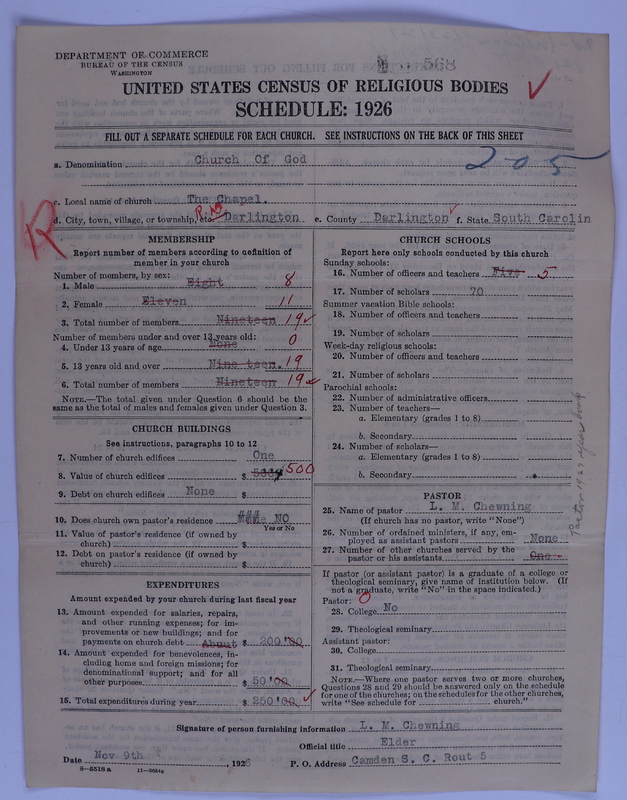 DEPARTMENT OF COMMERCE
BUREAU OF THE CENSUS
WASHINGTON
568
UNITED STATES CENSUS OF RELIGIOUS BODIES
SCHEDULE: 1926
FILL OUT A SEPARATE SCHEDULE FOR EACH CHURCH. SEE INSTRUCTIONS ON THE BACK OF THIS SHEET
a. Denomination Church Of God
205
c. Local name of church The Chapel.
d. City, town, village, or township, etc. Darlington e. County Darlington f. State South Carolin
R
MEMBERSHIP
Report number of members according to definition of member in your church
Number of members, by sex:
1. Male Eight 8
2. Female Eleven 11
3. Total number of members Nineteen 19
Number of members under and over 13 years old:
4. Under 13 years of age None 0
5. 13 years old and over Nine teen. 19
6. Total number of members Nineteen 19
NOTE.—The total given under Question 6 should be the same as the total of males and females given under Question 3.
CHURCH BUILDINGS
See instructions, paragraphs 10 to 12
7. Number of church edifices One
8. Value of church edifices $ 500
9. Debt on church edifices None $
10. Does church own pastor's residence NO
Yes or No
11. Value of pastor's residence (if owned by church) $
12. Debt on pastor's residence (if owned by church) $
EXPENDITURES
Amount expended by your church during last fiscal year
13. Amount expended for salaries, repairs, and other running expenses; for improvements or new buildings; and for payments on church debt About $ 200'00
14. Amount expended for benevolences, including home and foreign missions; for denominational support; and for all other purposes $ 50'00
15. Total expenditures during year $ 250'00
CHURCH SCHOOLS
Report here only schools conducted by this church
Sunday schools:
16. Number of officers and teachers Five 5
17. Number of scholars 70
Summer vacation Bible schools:
18. Number of officers and teachers
19. Number of scholars
Week-day religious schools:
20. Number of officers and teachers
21. Number of scholars
Parochial schools:
22. Number of administrative officers
23. Number of teachers—
a. Elementary (grades 1 to 8)
b. Secondary
24. Number of scholars—
a. Elementary (grades 1 to 8)
b. Secondary
PASTOR
25. Name of pastor L. M. Chewning
(If church has no pastor, write "None")
26. Number of ordained ministers, if any, employed as assistant pastors None
27. Number of other churches served by the pastor or his assistants One
If pastor (or assistant pastor) is a graduate of a college or theological seminary, give name of institution below. (If not a graduate, write "No" in the space indicated.)
Pastor: 0
28. College No
29. Theological seminary
Assistant pastor:
30. College
31. Theological seminary
NOTE.—Where one pastor serves two or more churches, Questions 28 and 29 should be answered only on the schedule for one of the churches; on the schedules for the other churches, write "See schedule for church."
Pastor 1927 year book
Signature of person furnishing information L. M. Chewning
Official title Elder
Date Nov 9th, 1926 P. O. Address Camden S. C. Rout 5
8—5518a 11—9034g